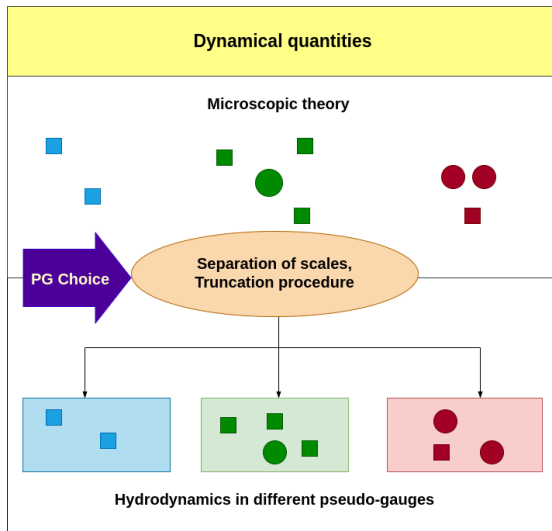 Dynamical quantities
Microscopic theory
PG Choice
Separation of scales,
Truncation procedure
Hydrodynamics in different pseudo-gauges